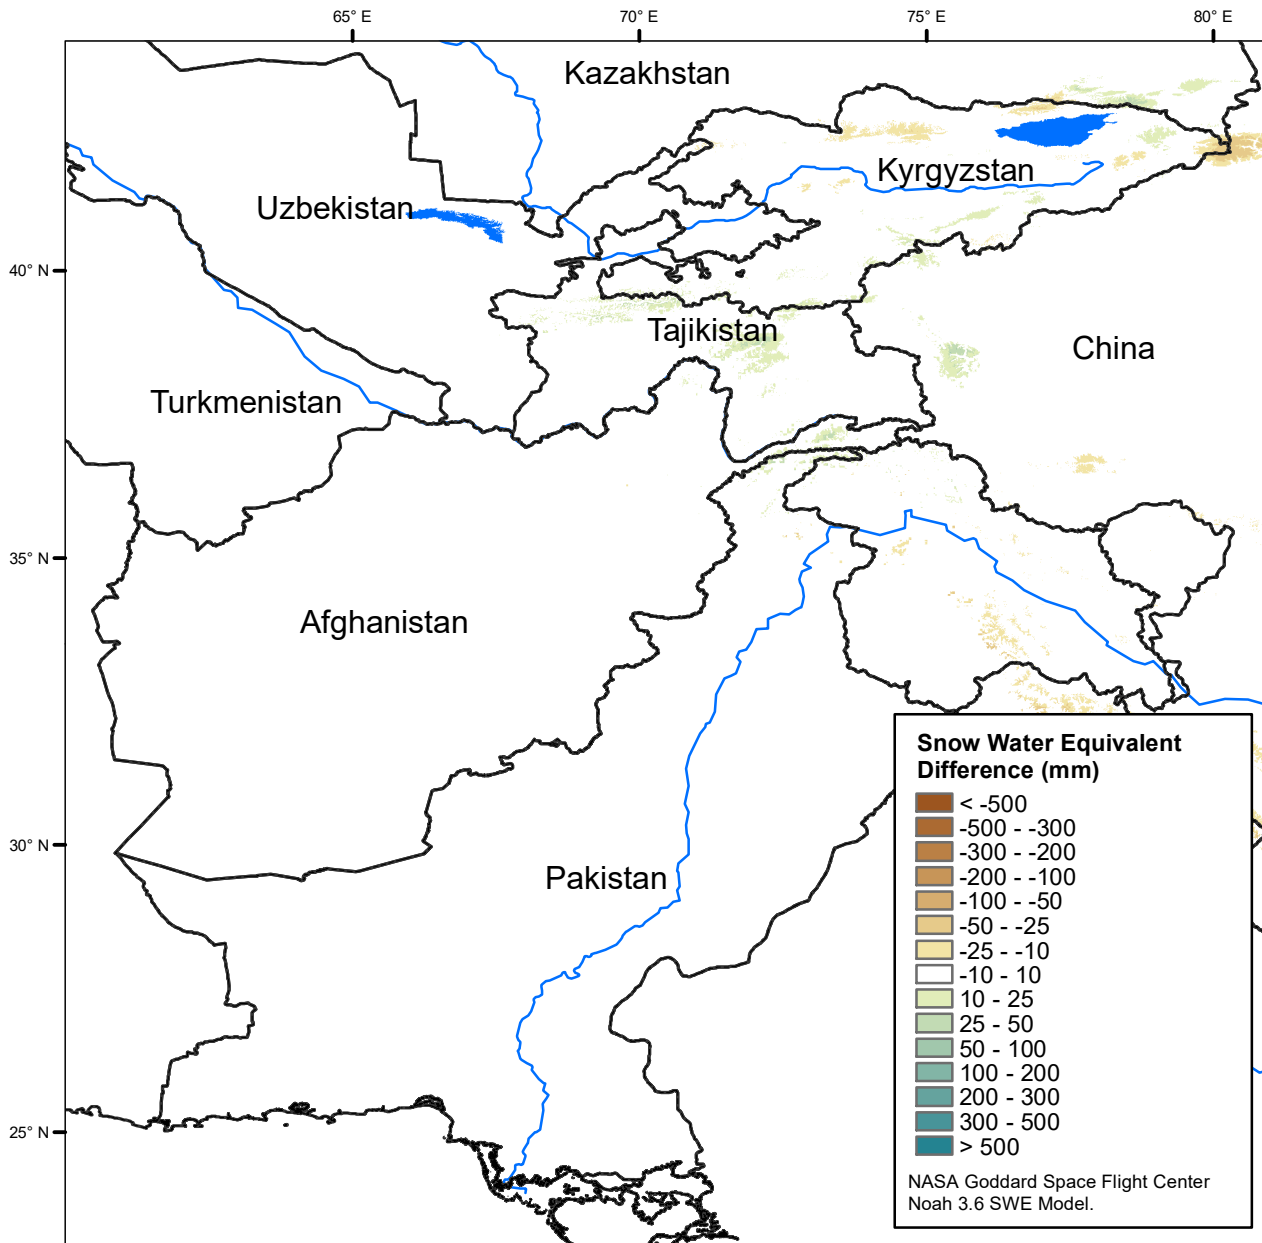 65° E
70° E
75° E
80° E
Kazakhstan
Kyrgyzstan
Uzbekistan
40° N
Tajikistan
China
Turkmenistan
35° N
Afghanistan
30° N
Pakistan
25° N
Snow Water Equivalent
Difference (mm)
< -500
-500 - -300
-300 - -200
-200 - -100
-100 - -50
-50 - -25
-25 - -10
-10 - 10
10 - 25
25 - 50
50 - 100
100 - 200
200 - 300
300 - 500
> 500
NASA Goddard Space Flight Center
Noah 3.6 SWE Model.